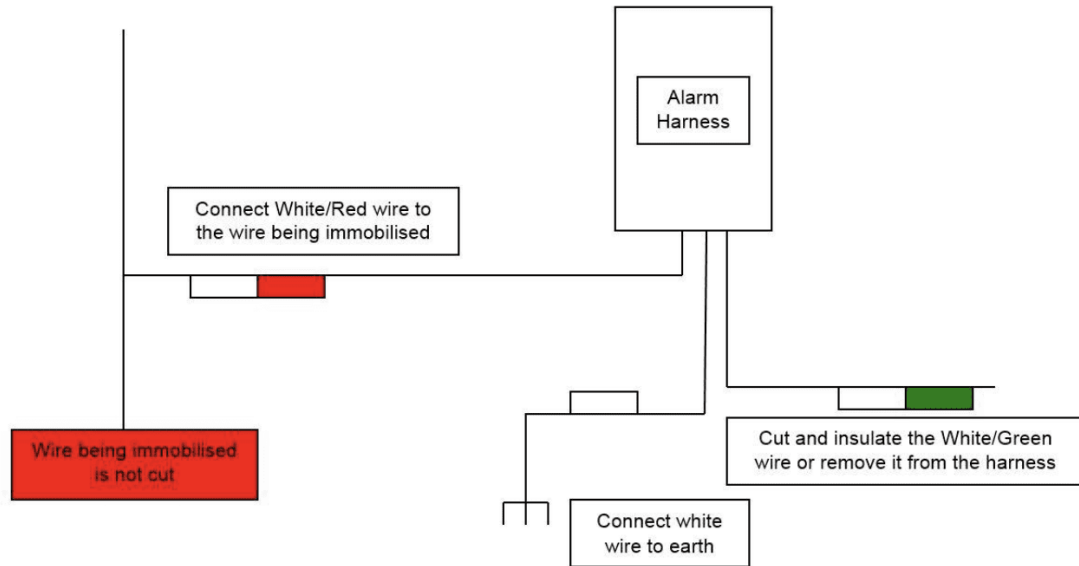 Alarm
Harness
Connect White/Red wire to
the wire being immobilised
Wire being immobilised
is not cut
Cut and insulate the White/Green
wire or remove it from the harness
Connect white
wire to earth